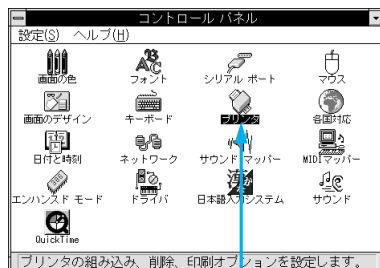 コントロール パネル
設定(S) ヘルプ(H)
画面の色 フォント シリアル ポート マウス
画面のデザイン キーボード プリンタ 各国対応
日付と時刻 ネットワーク サウンド マッパー MIDIマッパー
エンハンスド モード ドライバ 日本語入力システム サウンド
QuickTime
プリンタの組み込み、削除、印刷オプションを設定します。